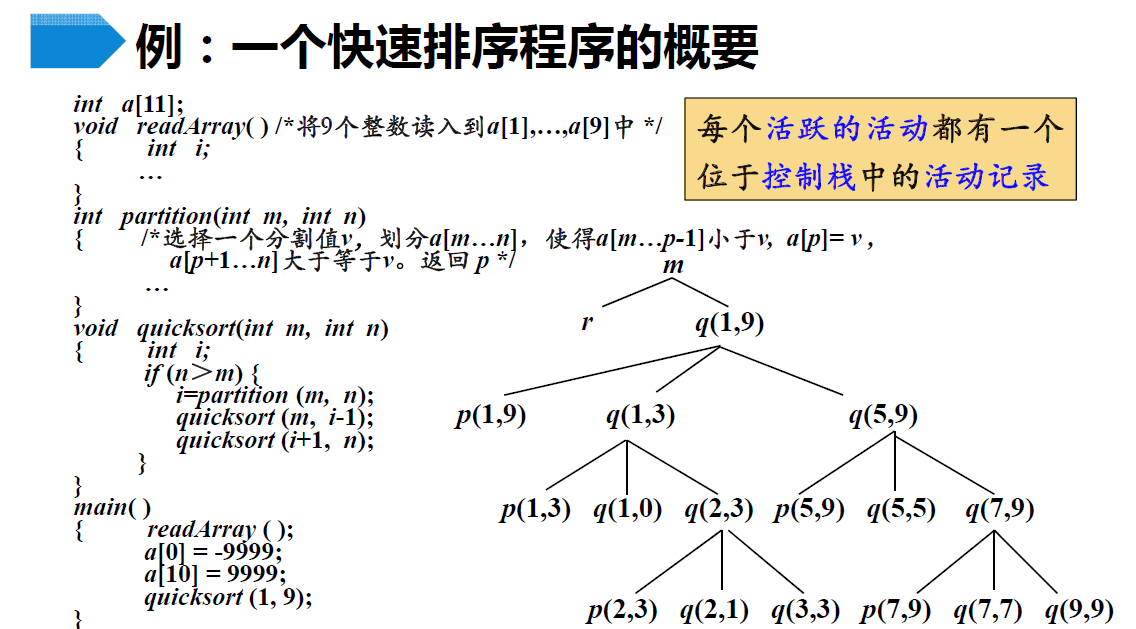 例：一个快速排序程序的概要
int a[11];
void readArray( ) /*将9个整数读入到a[1],…,a[9]中 */
{ int i;
…
}
int partition(int m, int n)
{ /*选择一个分割值v，划分a[m…n]，使得a[m…p-1]小于v, a[p]= v ,
a[p+1…n]大于等于v。返回 p */
…
}
void quicksort(int m, int n)
{ int i;
if (n＞m) {
i=partition (m, n);
quicksort (m, i-1);
quicksort (i+1, n);
}
}
main( )
{ readArray ( );
a[0] = -9999;
a[10] = 9999;
quicksort (1, 9);
}
每个活跃的活动都有一个
位于控制栈中的活动记录
m
r q(1,9)
p(1,9) q(1,3) q(5,9)
p(1,3) q(1,0) q(2,3) p(5,9) q(5,5) q(7,9)
p(2,3) q(2,1) q(3,3) p(7,9) q(7,7) q(9,9)